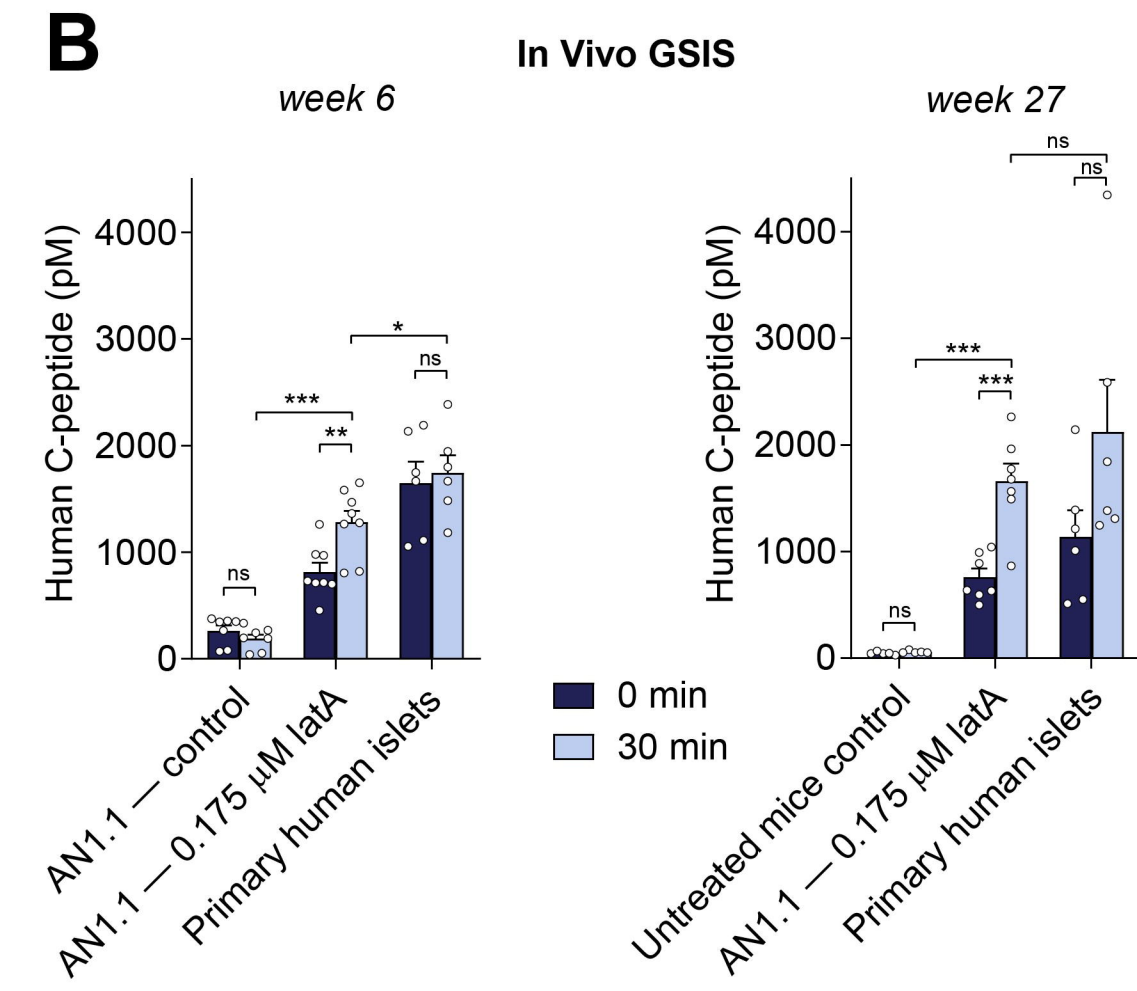 B
In Vivo GSIS
week 6
week 27
Human C-peptide (pM)
4000
3000
2000
1000
0
ns
***
**
*
ns
AN1.1 — control
AN1.1 — 0.175 μM latA
Primary human islets
0 min
30 min
Human C-peptide (pM)
4000
3000
2000
1000
0
ns
***
***
ns
ns
Untreated mice control
AN1.1 — 0.175 μM latA
Primary human islets